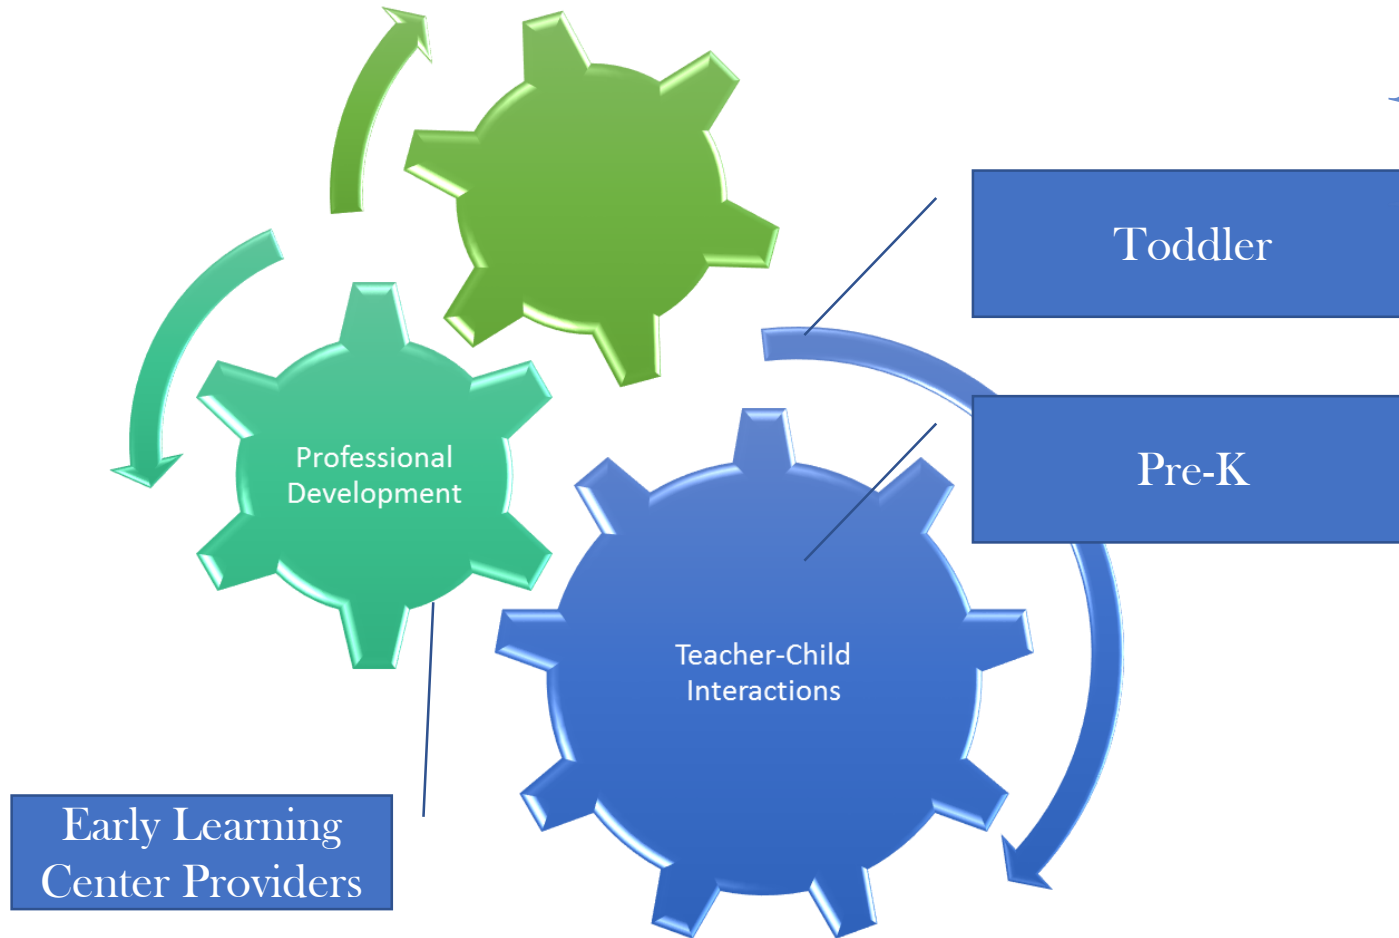 Toddler
Pre-K
Professional
Development
Teacher-Child
Interactions
Early Learning
Center Providers